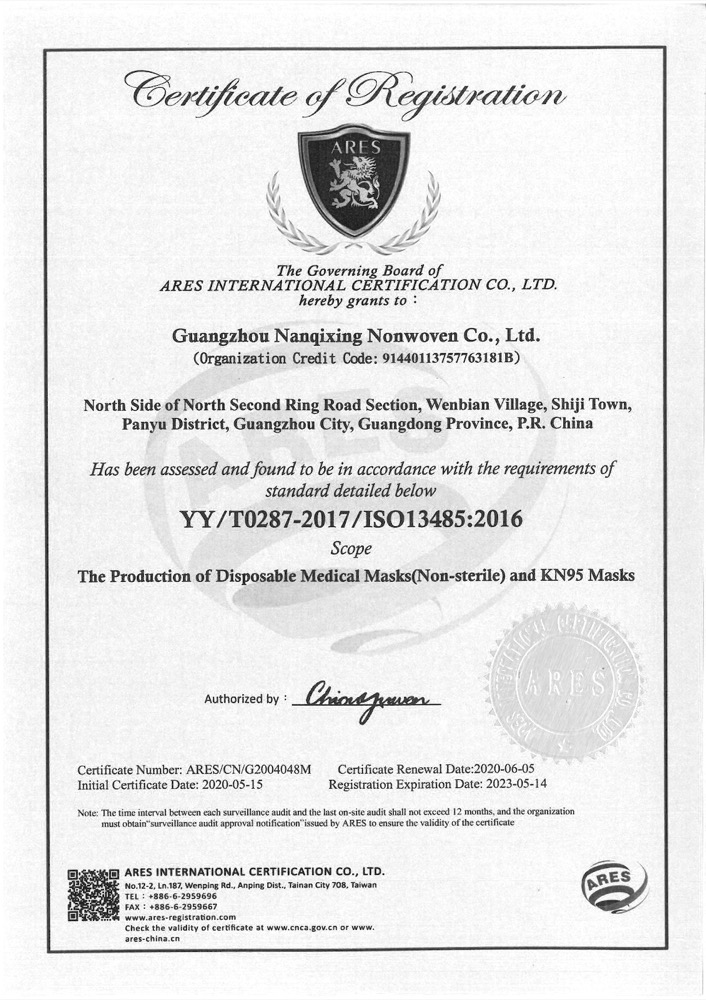 Certificate of Registration
ARES
The Governing Board of
ARES INTERNATIONAL CERTIFICATION CO., LTD.
hereby grants to :
Guangzhou Nanqixing Nonwoven Co., Ltd.
(Organization Credit Code: 91440113757763181B)
North Side of North Second Ring Road Section, Wenbian Village, Shiji Town,
Panyu District, Guangzhou City, Guangdong Province, P.R. China
Has been assessed and found to be in accordance with the requirements of
standard detailed below
YY/T0287-2017/ISO13485:2016
Scope
The Production of Disposable Medical Masks(Non-sterile) and KN95 Masks
ARES
Authorized by :
ARES
Certificate Number: ARES/CN/G2004048M Certificate Renewal Date:2020-06-05
Initial Certificate Date: 2020-05-15 Registration Expiration Date: 2023-05-14
Note: The time interval between each surveillance audit and the last on-site audit shall not exceed 12 months, and the organization
must obtain"surveillance audit approval notification"issued by ARES to ensure the validity of the certificate
ARES INTERNATIONAL CERTIFICATION CO., LTD.
No.12-2, Ln.187, Wenping Rd., Anping Dist., Tainan City 708, Taiwan
TEL : +886-6-2959696
FAX : +886-6-2959667
www.ares-registration.com
Check the validity of certificate at www.cnca.gov.cn or www.
ares-china.cn
ARES